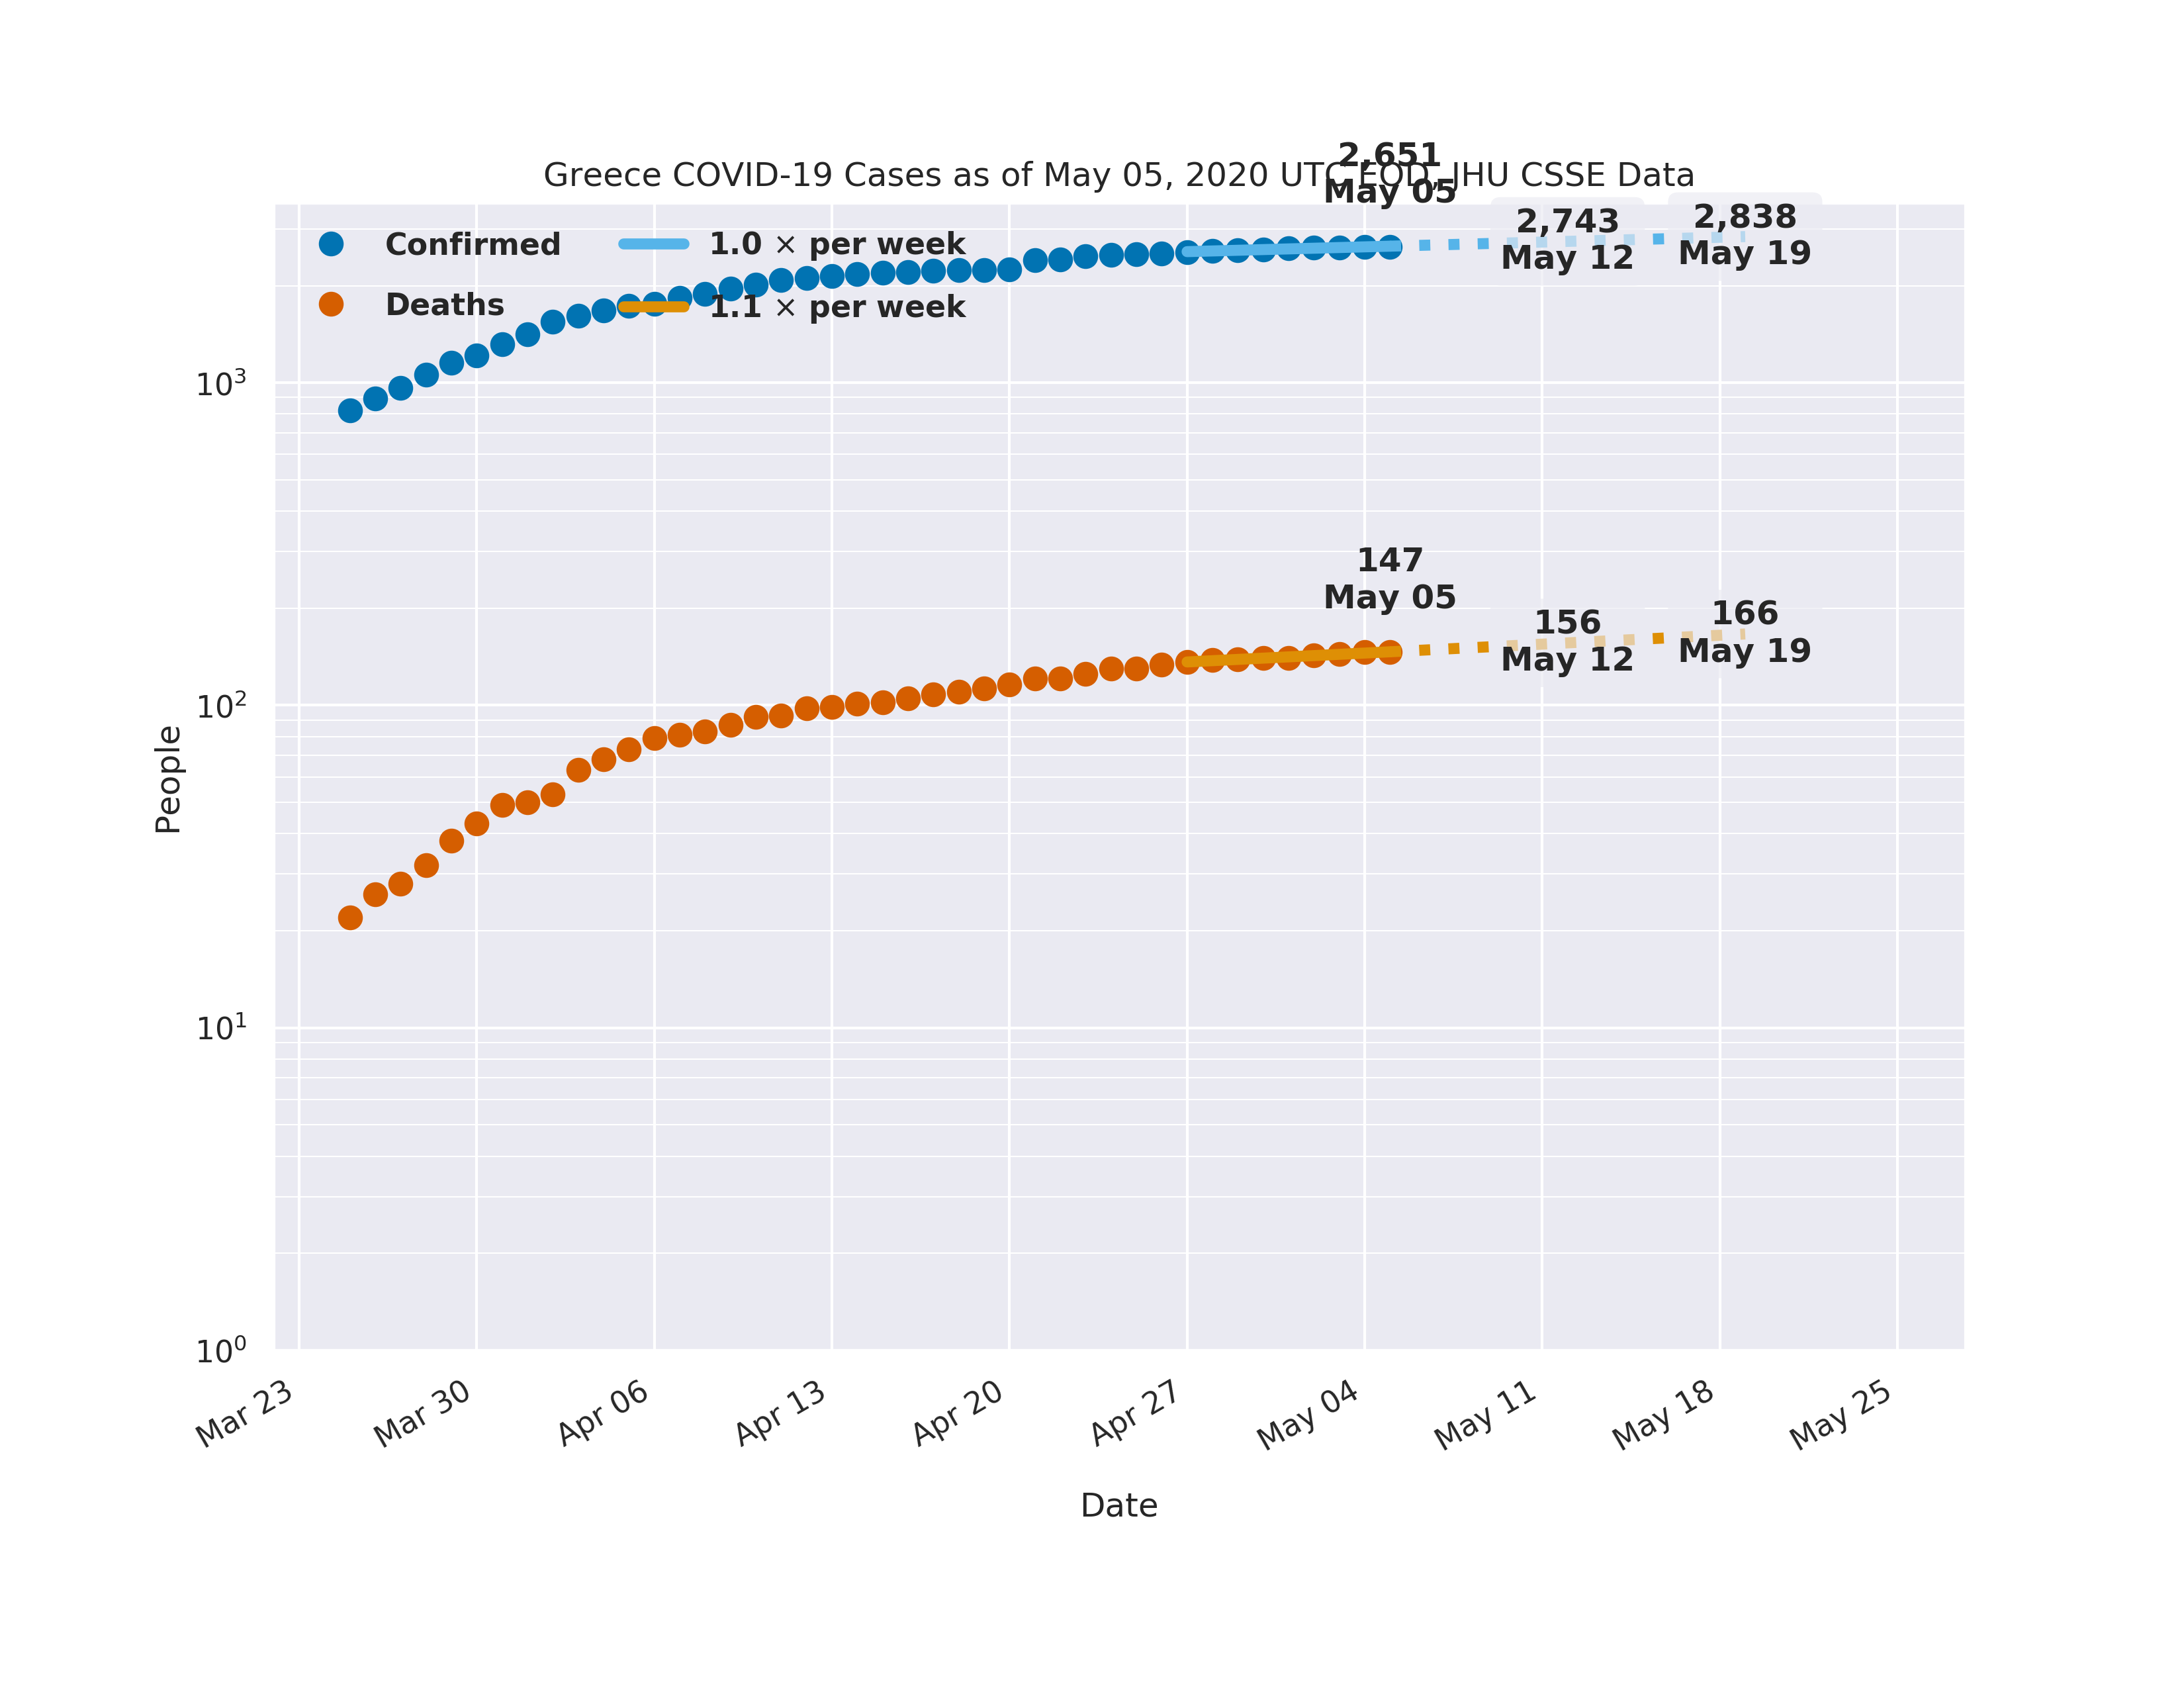 2,651
May 05
Greece COVID-19 Cases as of May 05, 2020 UTC EOD, JHU CSSE Data
2,743
May 12
2,838
May 19
Confirmed
Deaths
1.0 × per week
1.1 × per week
147
May 05
156
May 12
166
May 19
People
10³
10²
10¹
10⁰
Mar 23
Mar 30
Apr 06
Apr 13
Apr 20
Apr 27
May 04
May 11
May 18
May 25
Date